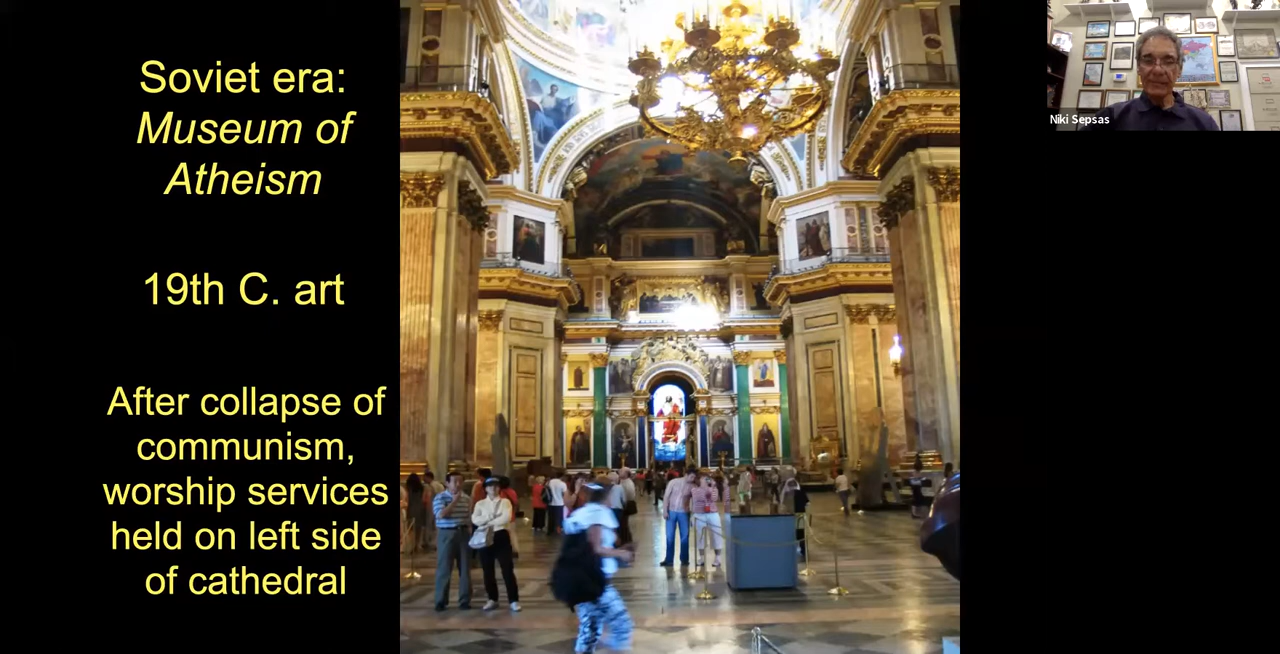 Soviet era:
Museum of
Atheism
19th C. art
After collapse of
communism,
worship services
held on left side
of cathedral
Niki Sepsas